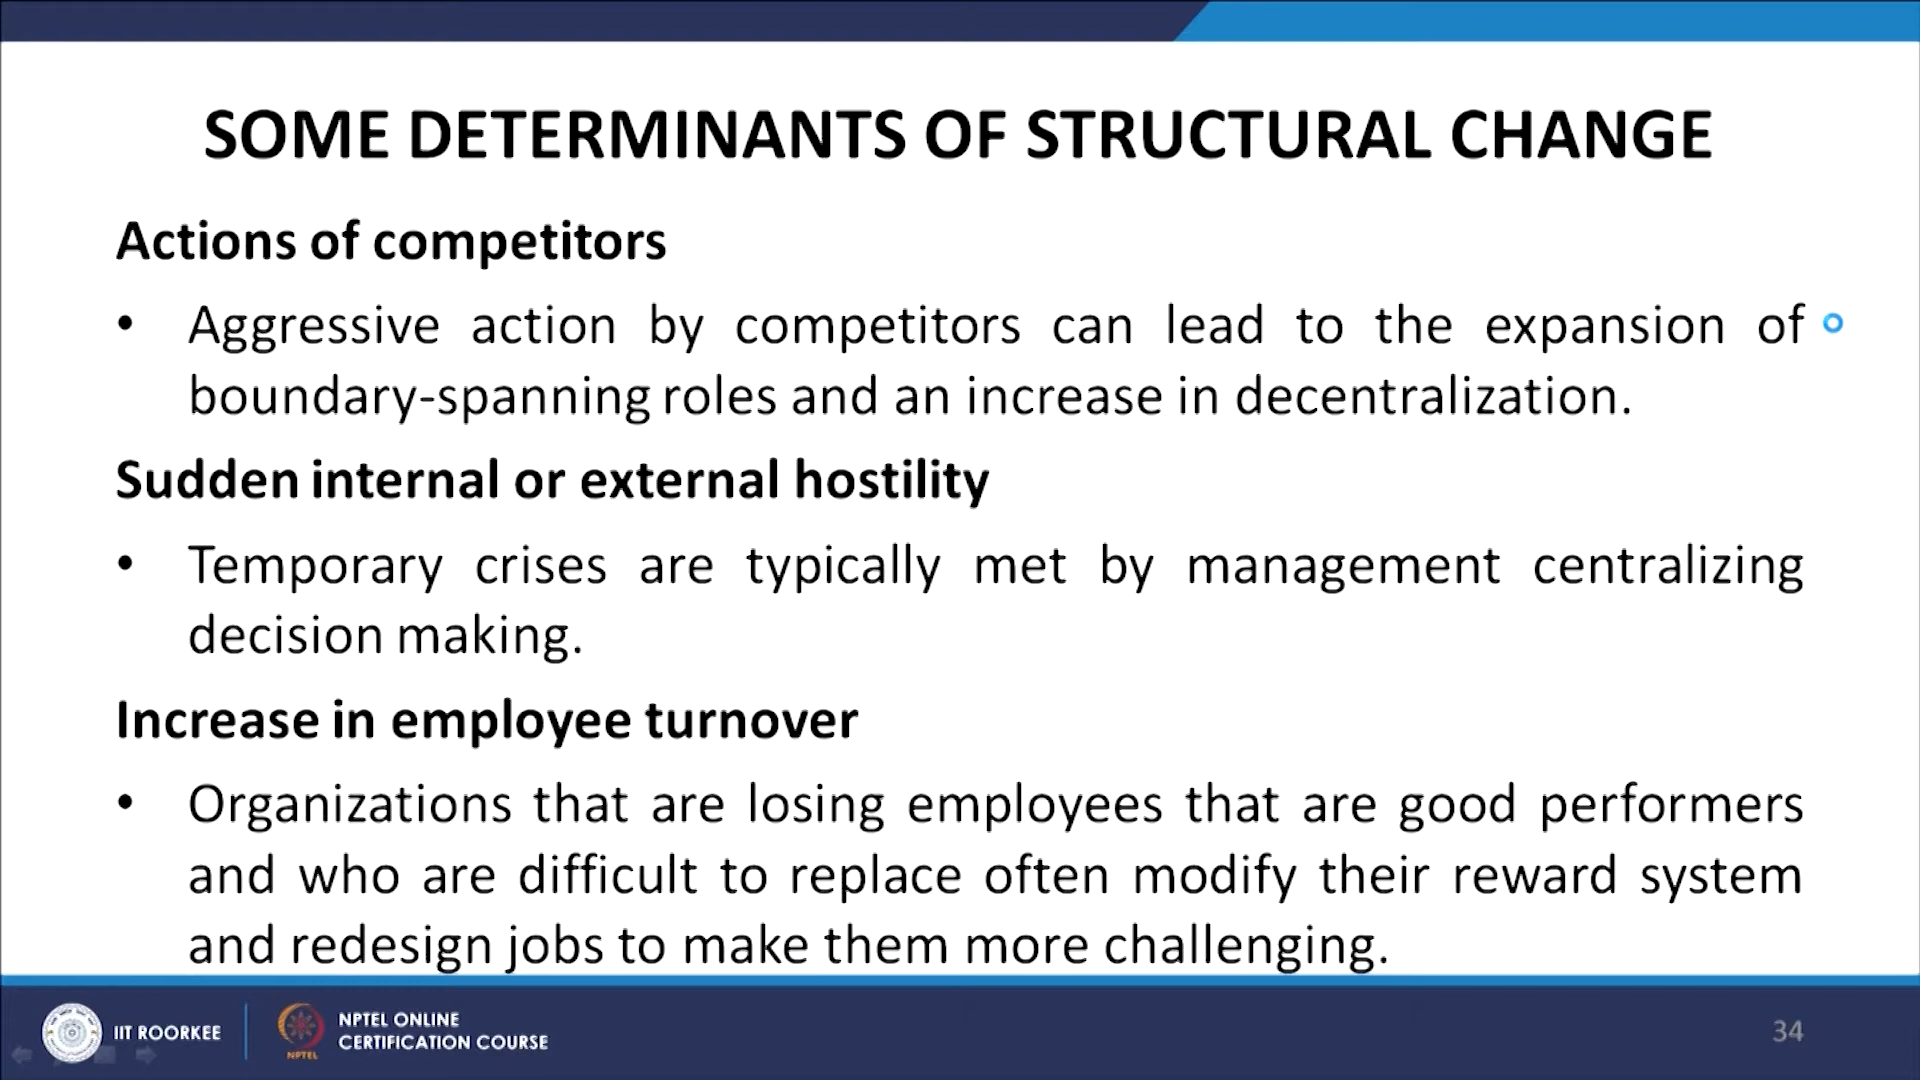 SOME DETERMINANTS OF STRUCTURAL CHANGE
Actions of competitors
• Aggressive action by competitors can lead to the expansion of
boundary-spanning roles and an increase in decentralization.
Sudden internal or external hostility
• Temporary crises are typically met by management centralizing
decision making.
Increase in employee turnover
• Organizations that are losing employees that are good performers
and who are difficult to replace often modify their reward system
and redesign jobs to make them more challenging.
IIT ROORKEE
NPTEL
NPTEL ONLINE
CERTIFICATION COURSE
34